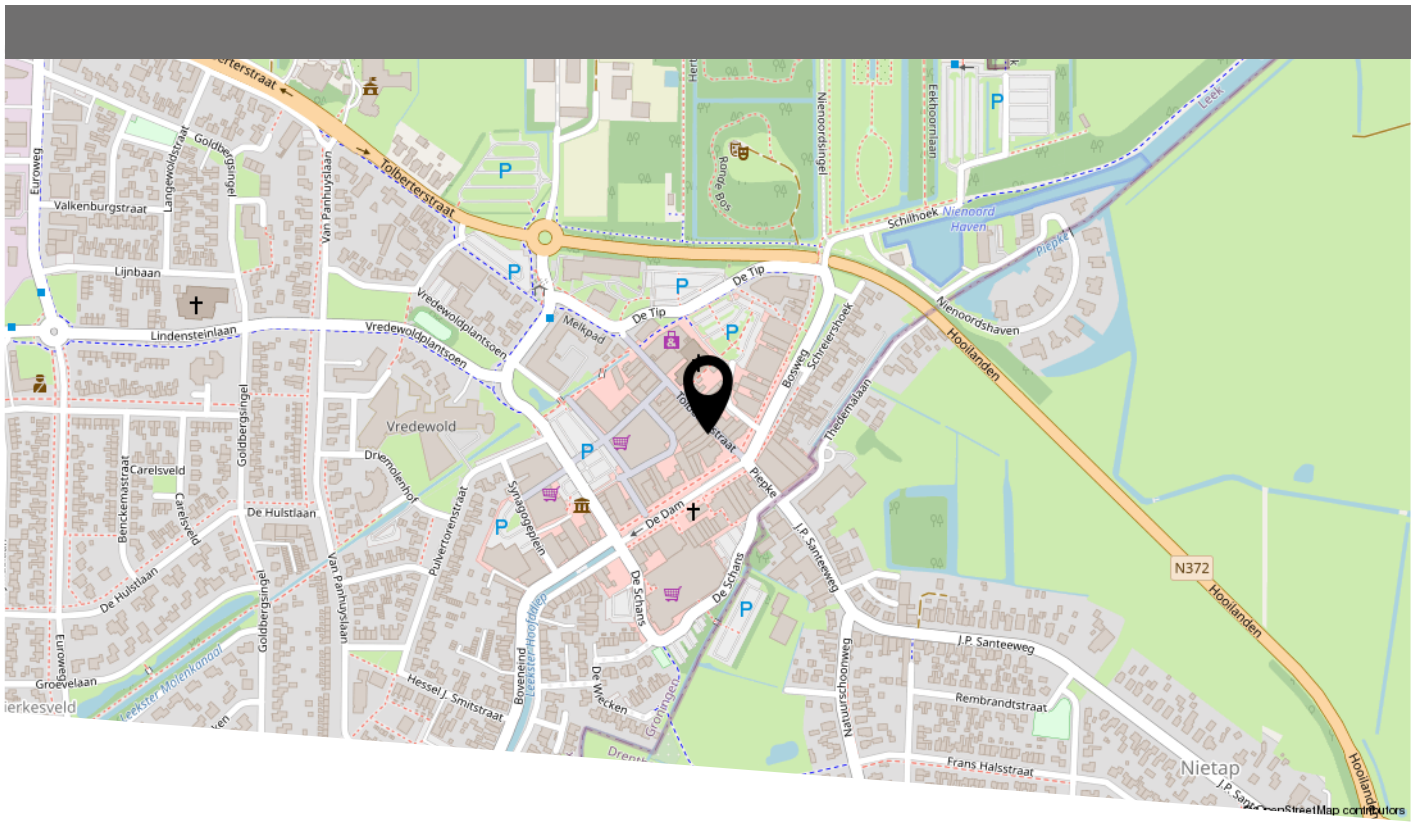 Tolberterstraat
Leek
Euroweg
Langewoldstraat
Goldbergsingel
Van Panhuyslaan
Tolberterstraat
Ronde Bos
Nienoordsingel
Eekhoornlaan
P
P
Valkenburgstraat
Schilhoek
Nienoord
Haven
Piepke
Lijnbaan
P
P
De Tip
De Tip
P
Vredewoldplantsoen
Nienoordshaven
Lindensteinlaan
Vredewoldplantsoen
Melkpad
Hooilanden
Bosweg
Schreiershoek
Thedemalaan
Goldbergsingel
Vredewold
P
Benckemastraat
Carelsveld
Carelsveld
Driemolenhof
Piepke
De Hulstlaan
Pulvertorenstraat
Synagogeplein
P
De Dam
J.P. Santeeweg
N372
De Hulstlaan
Goldbergsingel
Van Panhuyslaan
De Schans
De Schans
P
Hooilanden
Euroweg
Leekster Hoofddiep
J.P. Santeeweg
Groevelaan
Leekster Molenkanaal
Hessel J. Smitstraat
Boveneind
De Wiecken
Groningen
Natuurschoonweg
Rembrandtstraat
Frans Halsstraat
Nietap
Hooilanden
© OpenStreetMap contributors